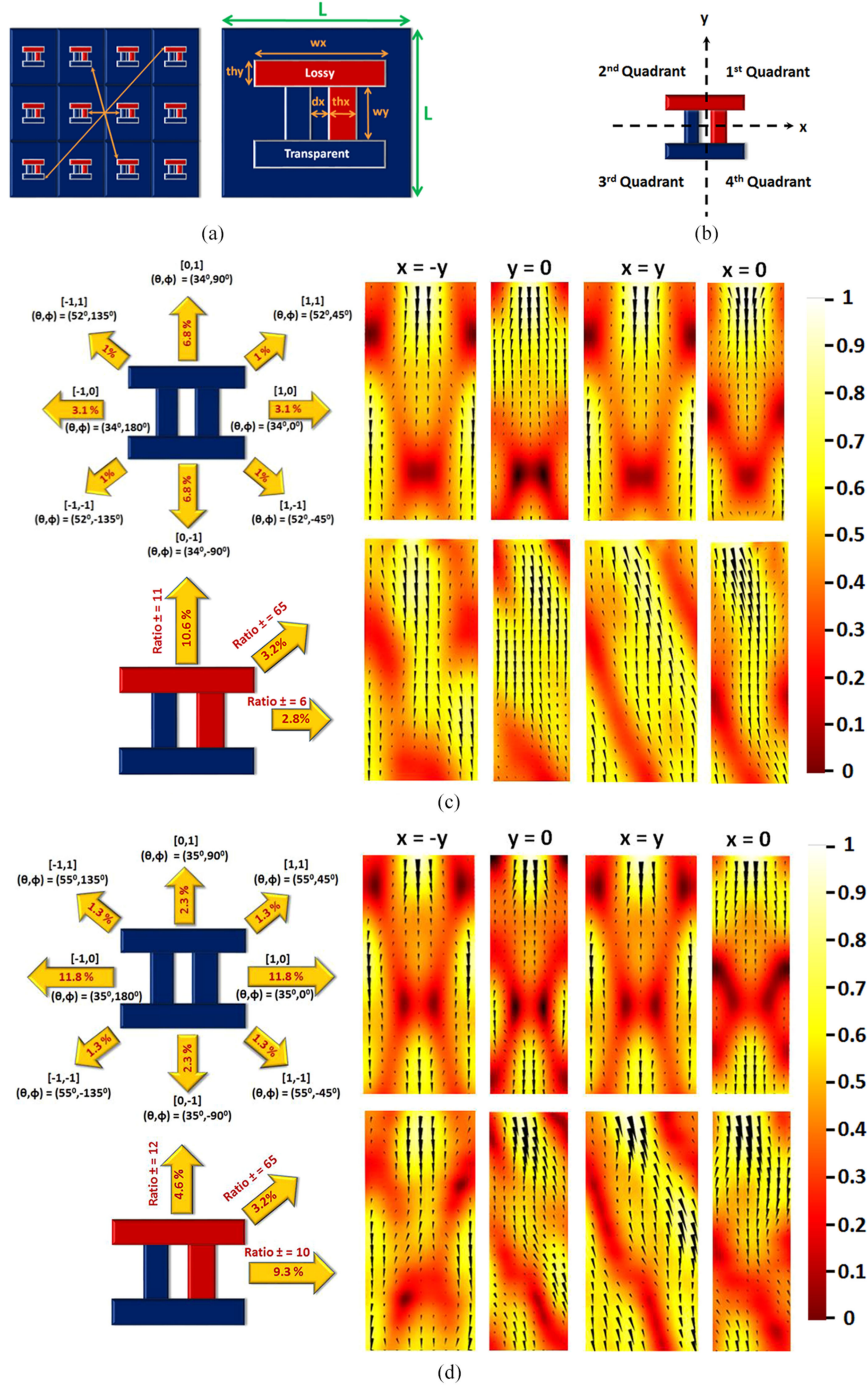 L
wx
thy
Lossy
dx
thx
wy
L
Transparent
(a)
y
2nd Quadrant
1st Quadrant
x
3rd Quadrant
4th Quadrant
(b)
[0,1]
(θ,ϕ) = (34⁰,90⁰)
[-1,1]
(θ,ϕ) = (52⁰,135⁰)
[1,1]
(θ,ϕ) = (52⁰,45⁰)
6.8 %
1%
1 %
[-1,0]
3.1 %
(θ,ϕ) = (34⁰,180⁰)
[1,0]
3.1 %
(θ,ϕ) = (34⁰,0⁰)
1%
6.8 %
1%
[-1,-1]
(θ,ϕ) = (52⁰,-135⁰)
[1,-1]
(θ,ϕ) = (52⁰,-45⁰)
[0,-1]
(θ,ϕ) = (34⁰,-90⁰)
Ratio ± = 11
10.6 %
Ratio ± = 65
3.2%
Ratio ± = 6
2.8%
x = -y
y = 0
x = y
x = 0
1
0.9
0.8
0.7
0.6
0.5
0.4
0.3
0.2
0.1
0
(c)
[0,1]
(θ,ϕ) = (35⁰,90⁰)
[-1,1]
(θ,ϕ) = (55⁰,135⁰)
[1,1]
(θ,ϕ) = (55⁰,45⁰)
1.3 %
2.3 %
1.3 %
[-1,0]
11.8 %
(θ,ϕ) = (35⁰,180⁰)
[1,0]
11.8 %
(θ,ϕ) = (35⁰,0⁰)
1.3 %
2.3 %
1.3 %
[-1,-1]
(θ,ϕ) = (55⁰,-135⁰)
[1,-1]
(θ,ϕ) = (55⁰,-45⁰)
[0,-1]
(θ,ϕ) = (35⁰,-90⁰)
Ratio ± = 12
4.6 %
Ratio ± = 65
3.2%
Ratio ± = 10
9.3 %
x = -y
y = 0
x = y
x = 0
1
0.9
0.8
0.7
0.6
0.5
0.4
0.3
0.2
0.1
0
(d)